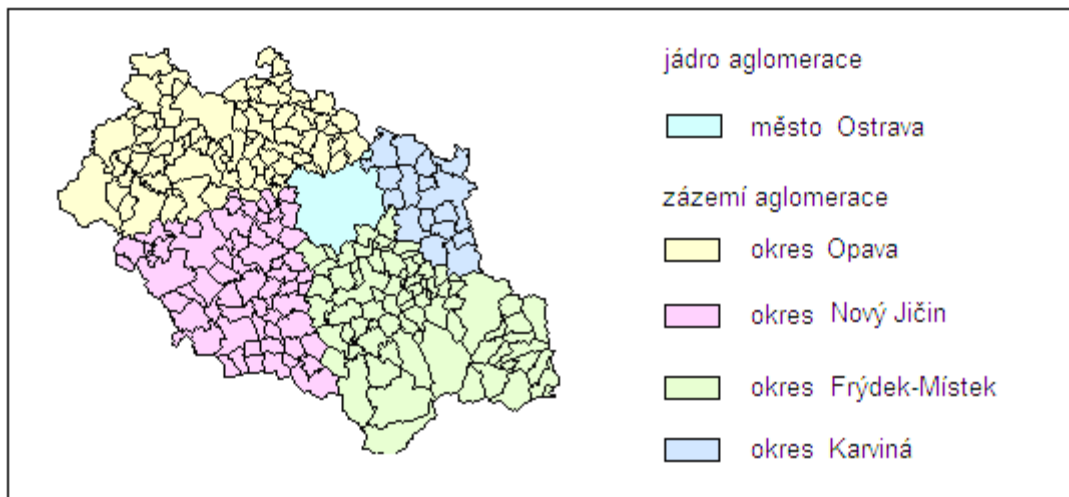 jádro aglomerace
město Ostrava
zázemí aglomerace
okres Opava
okres Nový Jičin
okres Frýdek-Místek
okres Karviná